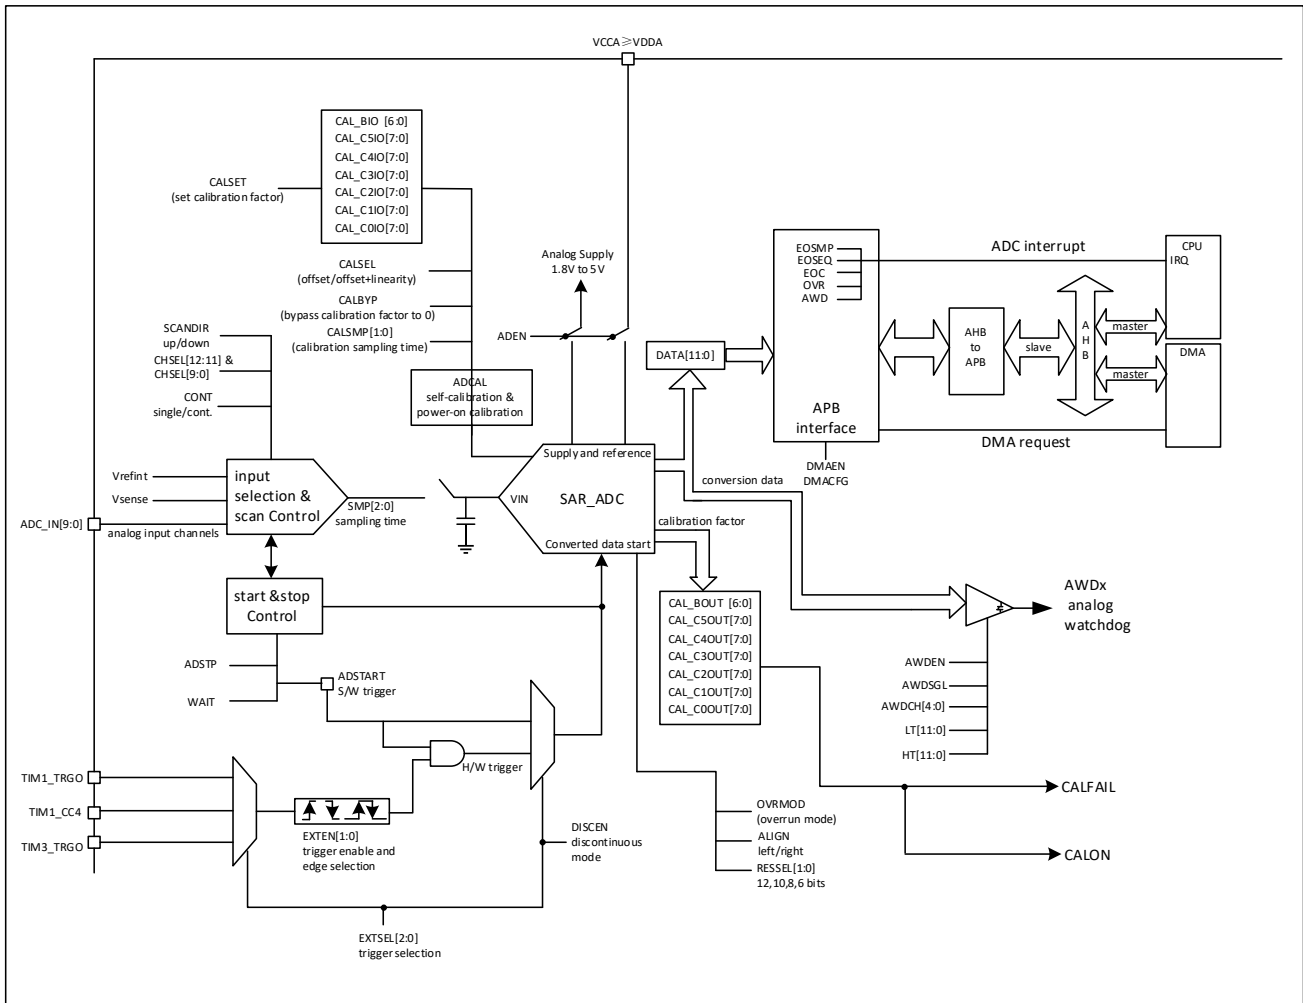 VCCA≥VDDA
CAL_BIO [6:0]
CAL_C5IO[7:0]
CAL_C4IO[7:0]
CAL_C3IO[7:0]
CAL_C2IO[7:0]
CAL_C1IO[7:0]
CAL_C0IO[7:0]
CALSET
(set calibration factor)
CALSEL
(offset/offset+linearity)
CALBYP
(bypass calibration factor to 0)
CALSMP[1:0]
(calibration sampling time)
ADCAL
self-calibration &
power-on calibration
Analog Supply
1.8V to 5V
ADEN
SCANDIR
up/down
CHSEL[12:11] &
CHSEL[9:0]
CONT
single/cont.
Vrefint
Vsense
ADC_IN[9:0]
analog input channels
input
selection &
scan Control
SMP[2:0]
sampling time
Supply and reference
VIN
SAR_ADC
Converted data start
DATA[11:0]
conversion data
calibration factor
EOSMP
EOSEQ
EOC
OVR
AWD
APB
interface
DMAEN
DMACFG
ADC interrupt
DMA request
AHB
to
APB
slave
A
H
B
master
master
CPU
IRQ
DMA
start &stop
Control
ADSTP
WAIT
ADSTART
S/W trigger
H/W trigger
TIM1_TRGO
TIM1_CC4
TIM3_TRGO
EXTEN[1:0]
trigger enable and
edge selection
EXTSEL[2:0]
trigger selection
DISCEN
discontinuous
mode
CAL_BOUT [6:0]
CAL_C5OUT[7:0]
CAL_C4OUT[7:0]
CAL_C3OUT[7:0]
CAL_C2OUT[7:0]
CAL_C1OUT[7:0]
CAL_C0OUT[7:0]
OVRMOD
(overrun mode)
ALIGN
left/right
RESSEL[1:0]
12,10,8,6 bits
AWDx
analog
watchdog
AWDEN
AWDSGL
AWDCH[4:0]
LT[11:0]
HT[11:0]
CALFAIL
CALON